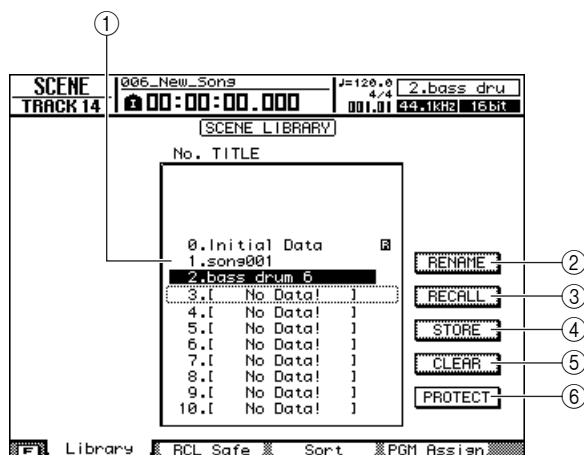 ①
SCENE
TRACK 14
006_New_Song
00:00:00.000
♩=120.0
4/4
001.01
2.bass dru
44.1kHz 16bit
SCENE LIBRARY
No. TITLE
0.Initial Data R
1.song001
2.bass drum 6
3.[ No Data! ]
4.[ No Data! ]
5.[ No Data! ]
6.[ No Data! ]
7.[ No Data! ]
8.[ No Data! ]
9.[ No Data! ]
10.[ No Data! ]
RENAME ②
RECALL ③
STORE ④
CLEAR ⑤
PROTECT ⑥
F Library RCL Safe Sort PGM Assign